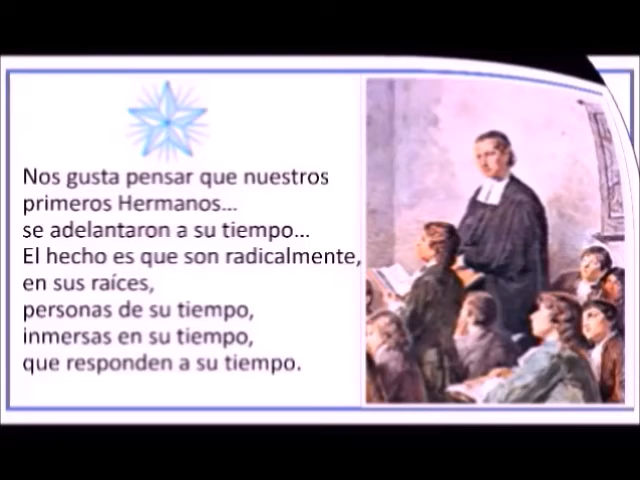 Nos gusta pensar que nuestros
primeros Hermanos...
se adelantaron a su tiempo...
El hecho es que son radicalmente,
en sus raíces,
personas de su tiempo,
inmersas en su tiempo,
que responden a su tiempo.